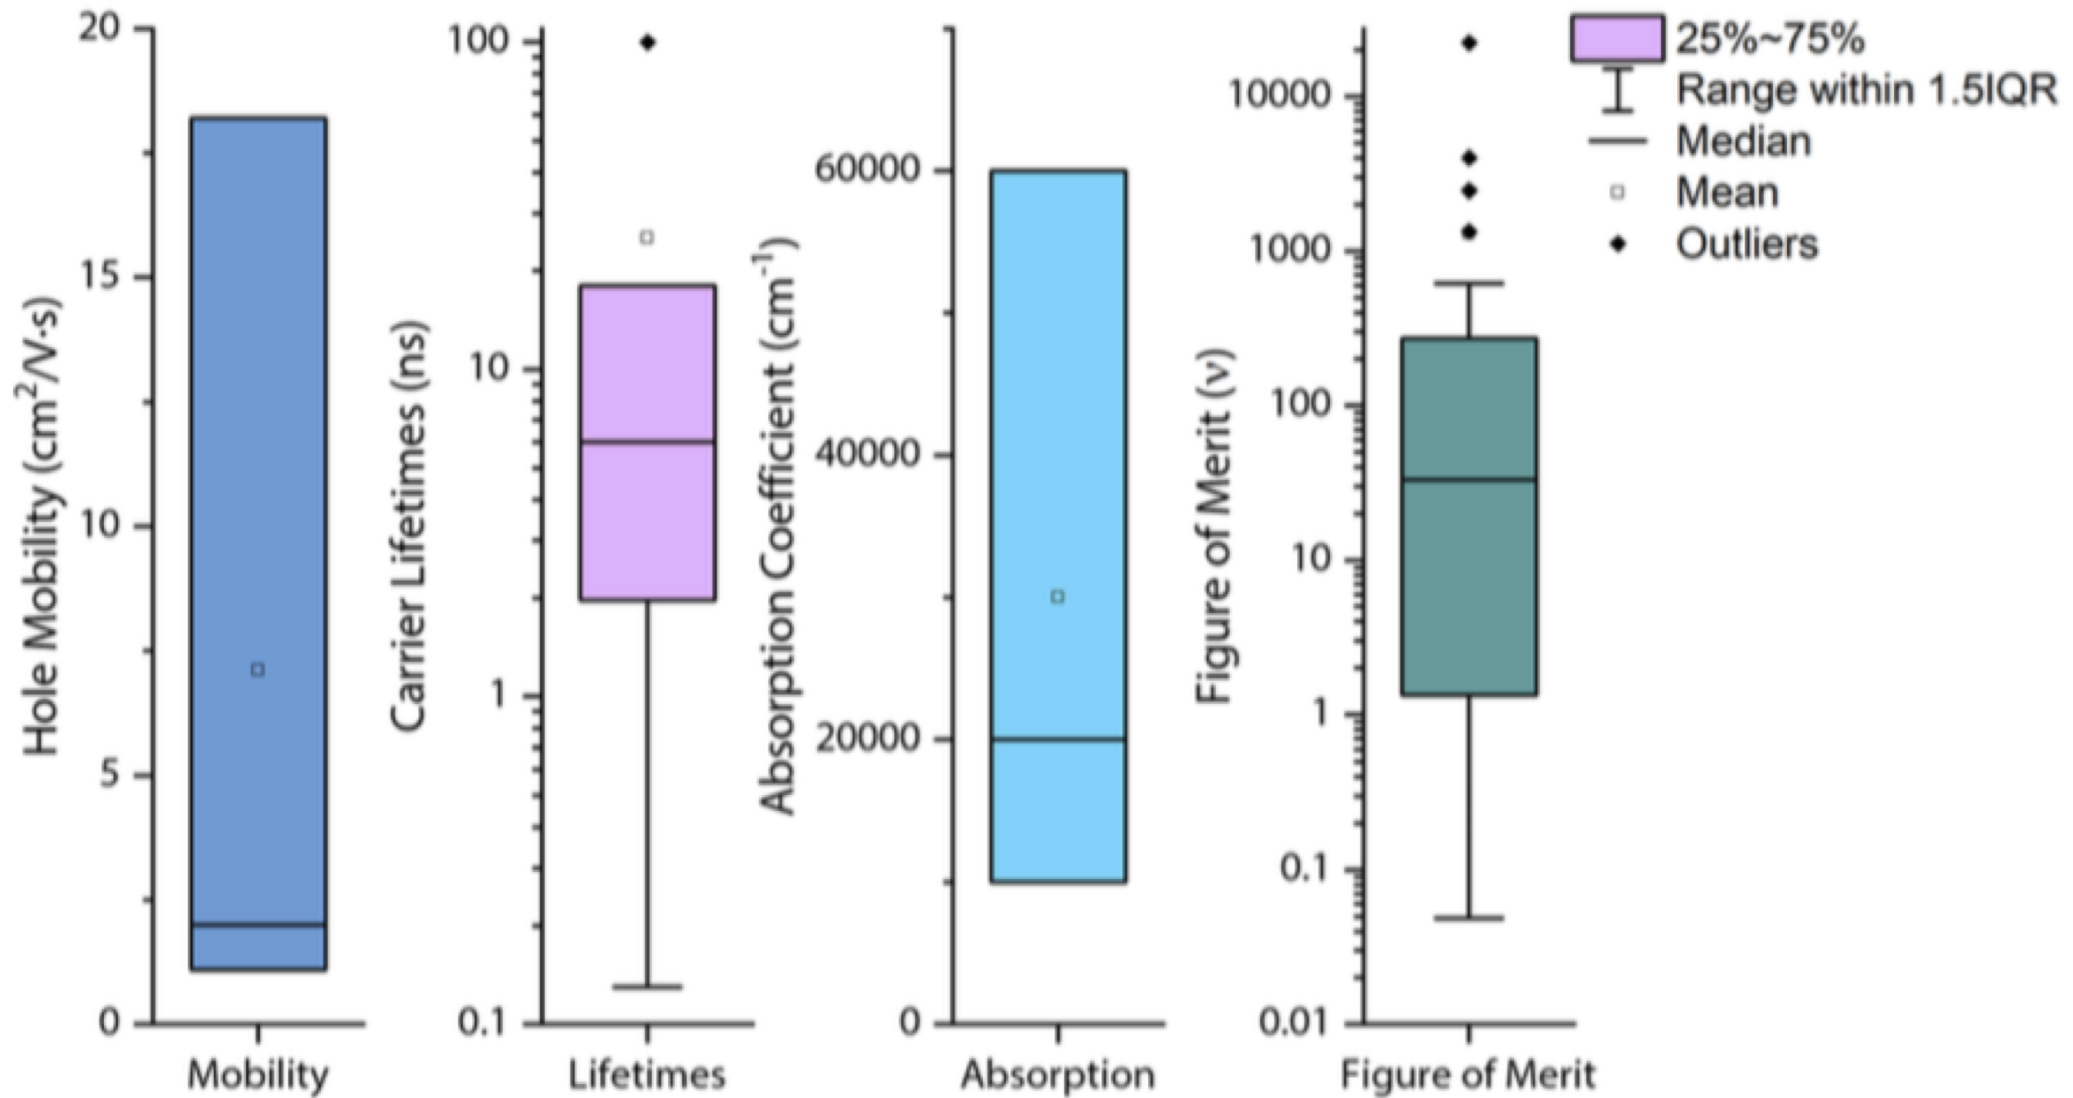 Hole Mobility (cm²/V·s)
20
15
10
5
0
Mobility
Carrier Lifetimes (ns)
100
10
1
0.1
Lifetimes
Absorption Coefficient (cm⁻¹)
60000
40000
20000
0
Absorption
Figure of Merit (ν)
10000
1000
100
10
1
0.1
0.01
Figure of Merit
25%~75%
Range within 1.5IQR
Median
Mean
Outliers